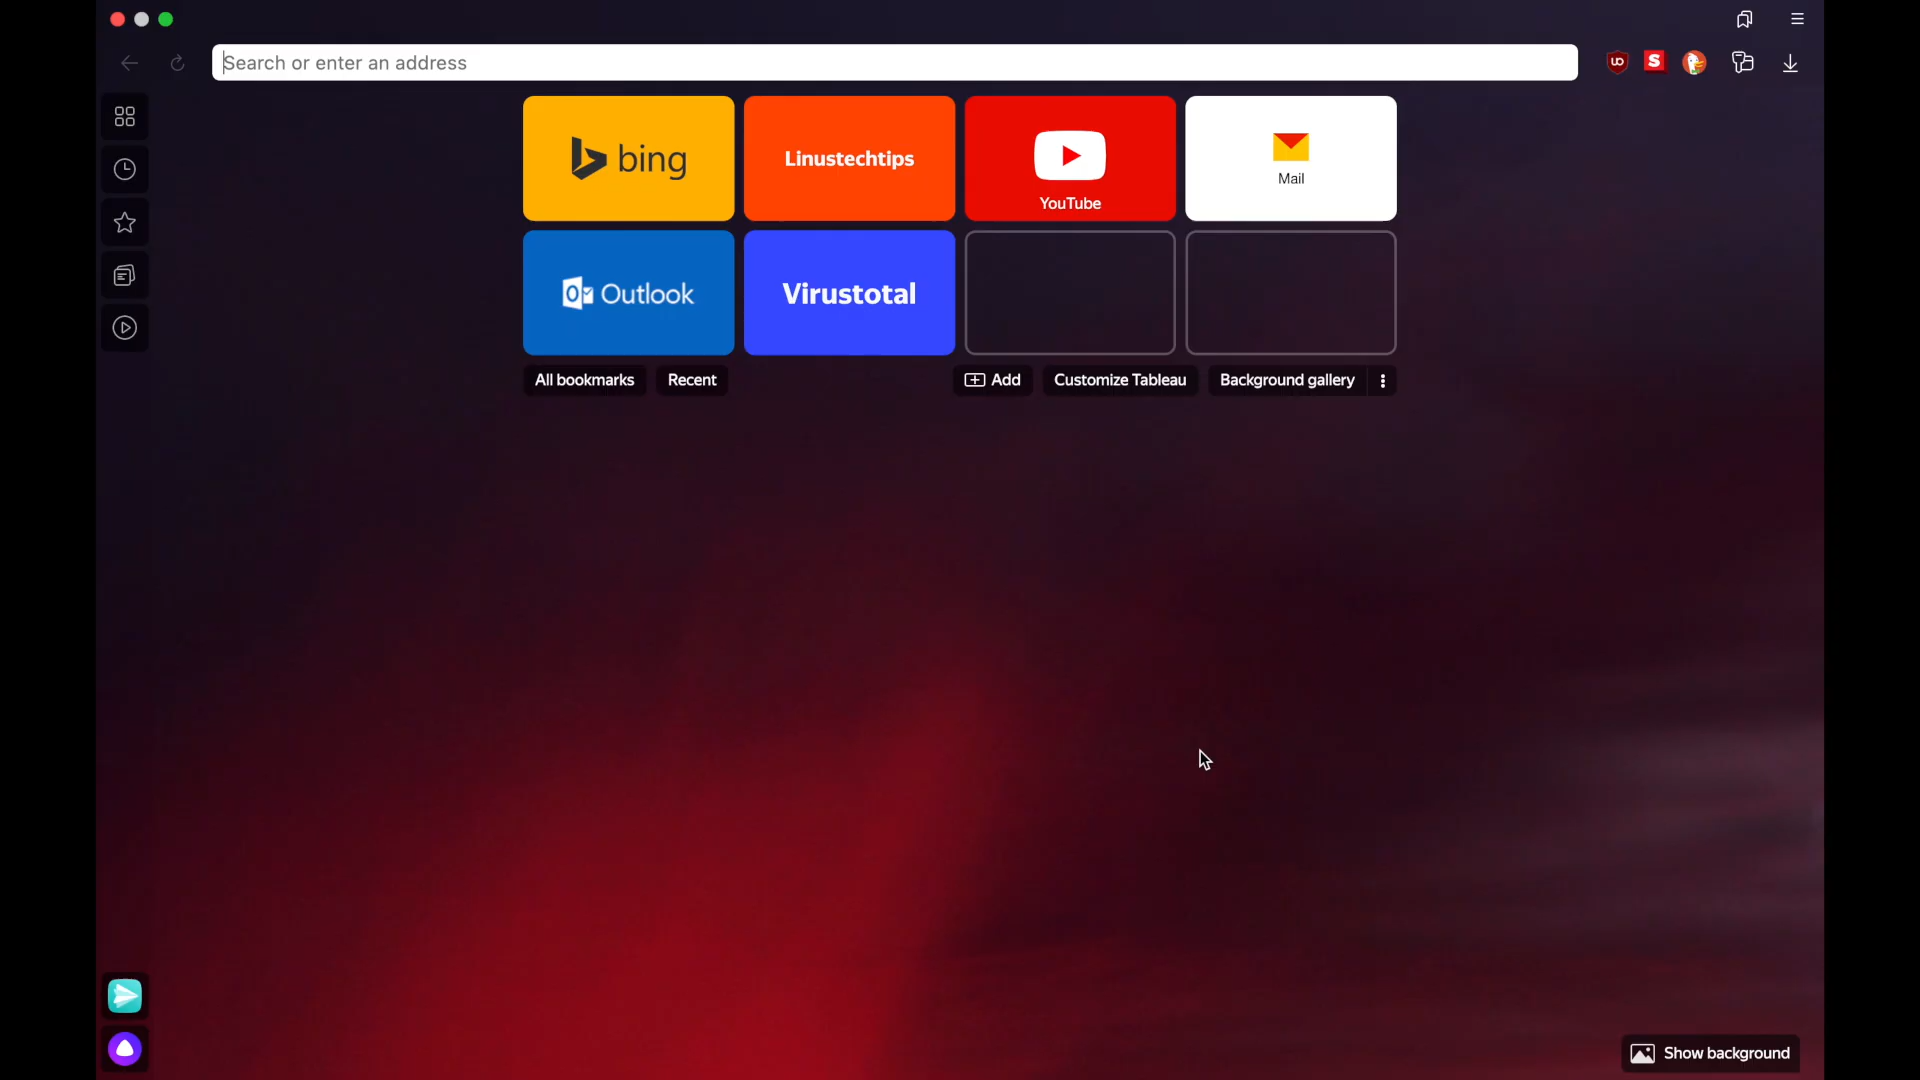 Search or enter an address
UO
S
bing
Linustechtips
YouTube
Mail
Outlook
Virustotal
All bookmarks
Recent
Add
Customize Tableau
Background gallery
Show background